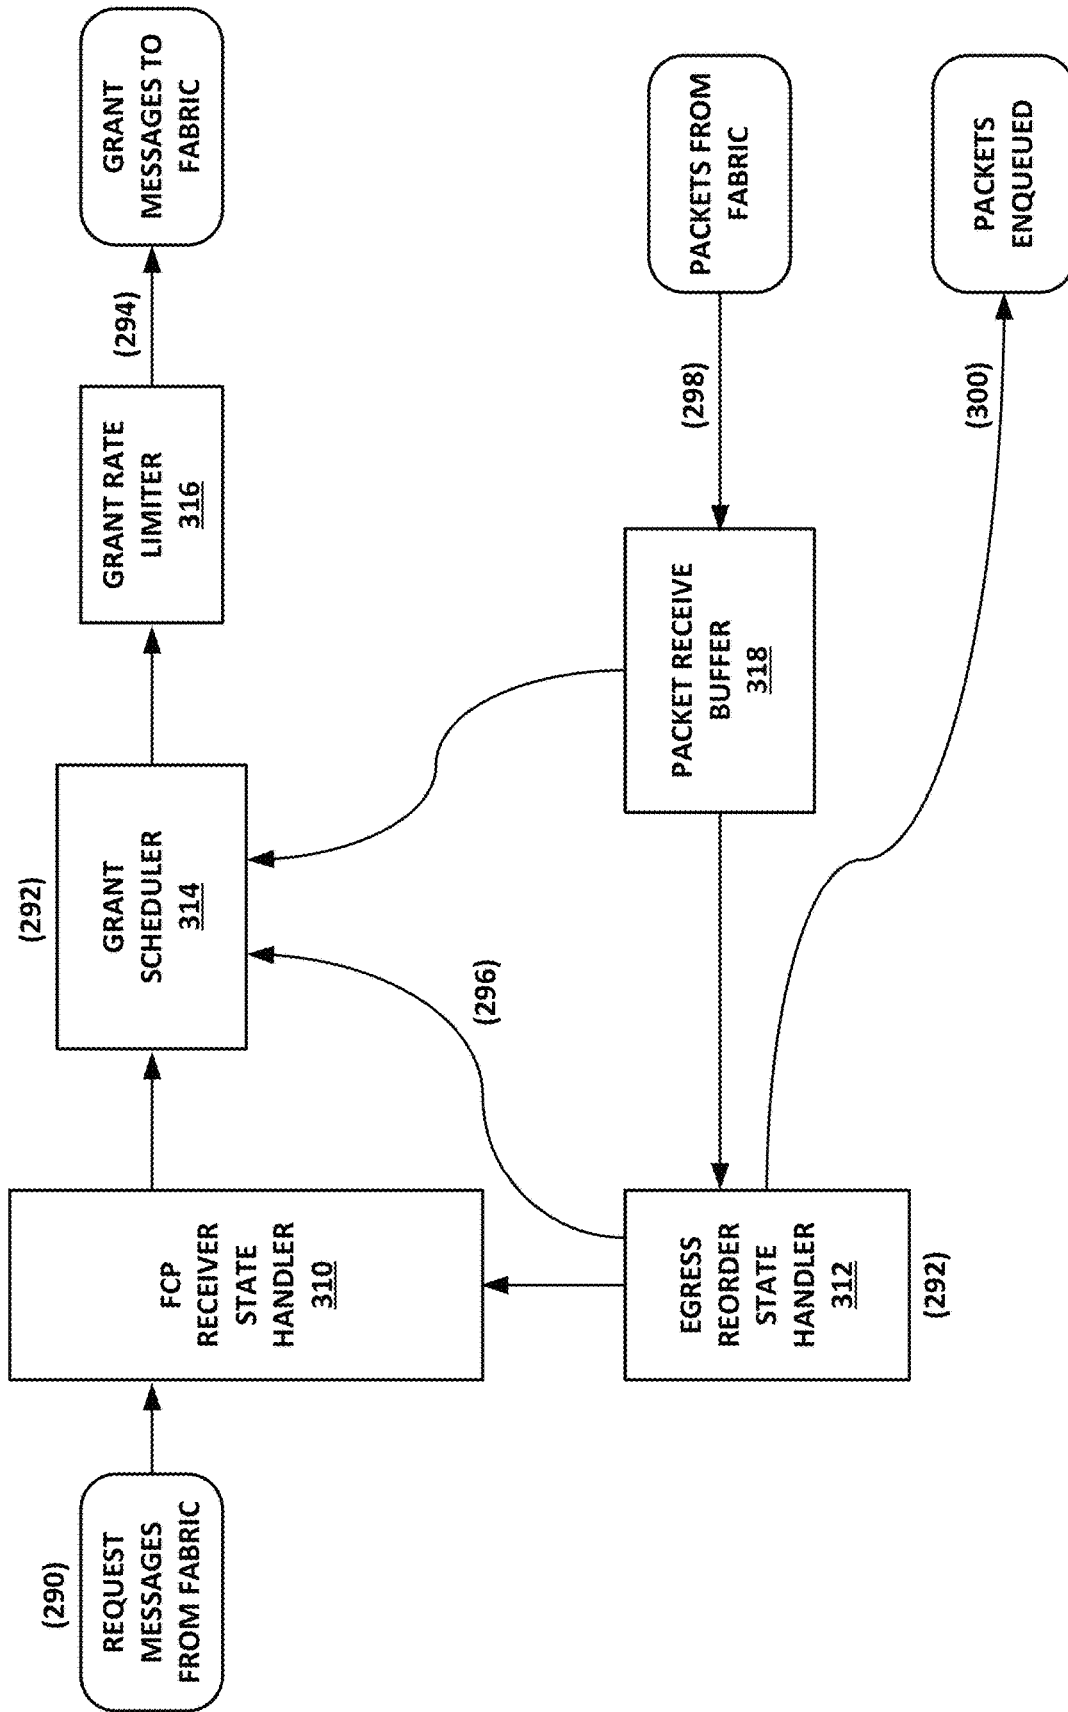 (290)
REQUEST
MESSAGES
FROM FABRIC
FCP
RECEIVER
STATE
HANDLER
310
(292)
GRANT
SCHEDULER
314
GRANT RATE
LIMITER
316
(294)
GRANT
MESSAGES TO
FABRIC
(296)
EGRESS
REORDER
STATE
HANDLER
312
(292)
PACKET RECEIVE
BUFFER
318
(298)
PACKETS FROM
FABRIC
(300)
PACKETS
ENQUEUED